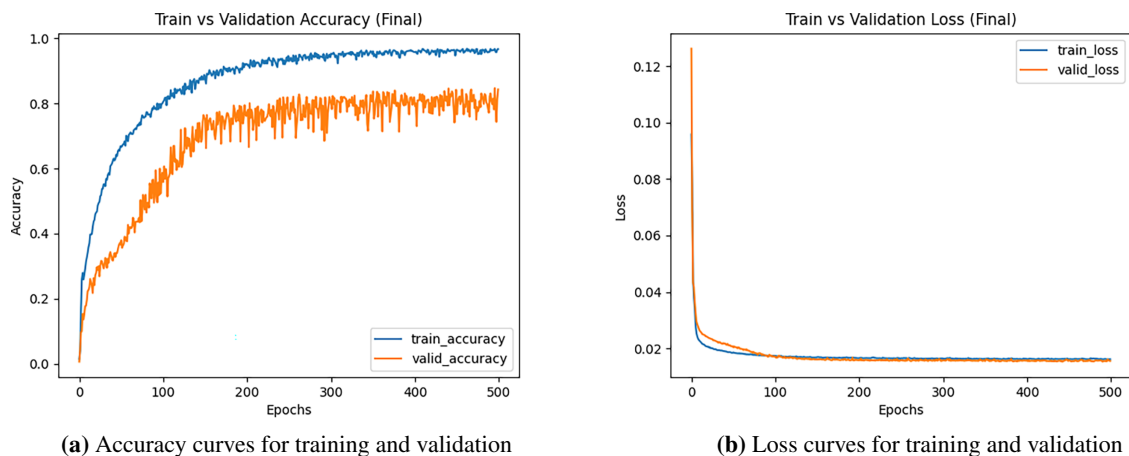 Train vs Validation Accuracy (Final)
1.0
0.8
0.6
0.4
0.2
0.0
Accuracy
train_accuracy
valid_accuracy
0 100 200 300 400 500
Epochs
(a) Accuracy curves for training and validation
Train vs Validation Loss (Final)
train_loss
valid_loss
0.12
0.10
0.08
0.06
0.04
0.02
Loss
0 100 200 300 400 500
Epochs
(b) Loss curves for training and validation